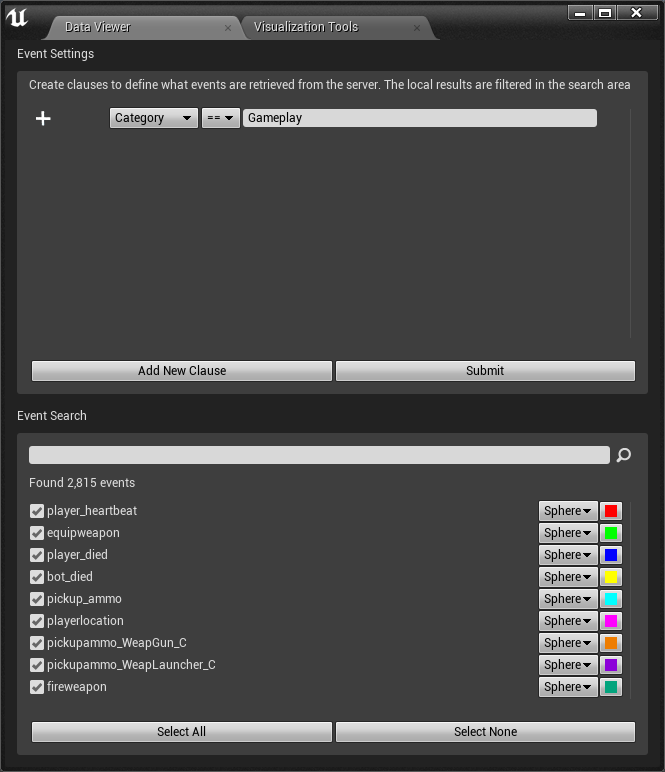 Data Viewer
Visualization Tools
Event Settings
Create clauses to define what events are retrieved from the server. The local results are filtered in the search area
Category == Gameplay
Add New Clause
Submit
Event Search
Found 2,815 events
player_heartbeat Sphere
equipweapon Sphere
player_died Sphere
bot_died Sphere
pickup_ammo Sphere
playerlocation Sphere
pickupammo_WeapGun_C Sphere
pickupammo_WeapLauncher_C Sphere
fireweapon Sphere
Select All
Select None